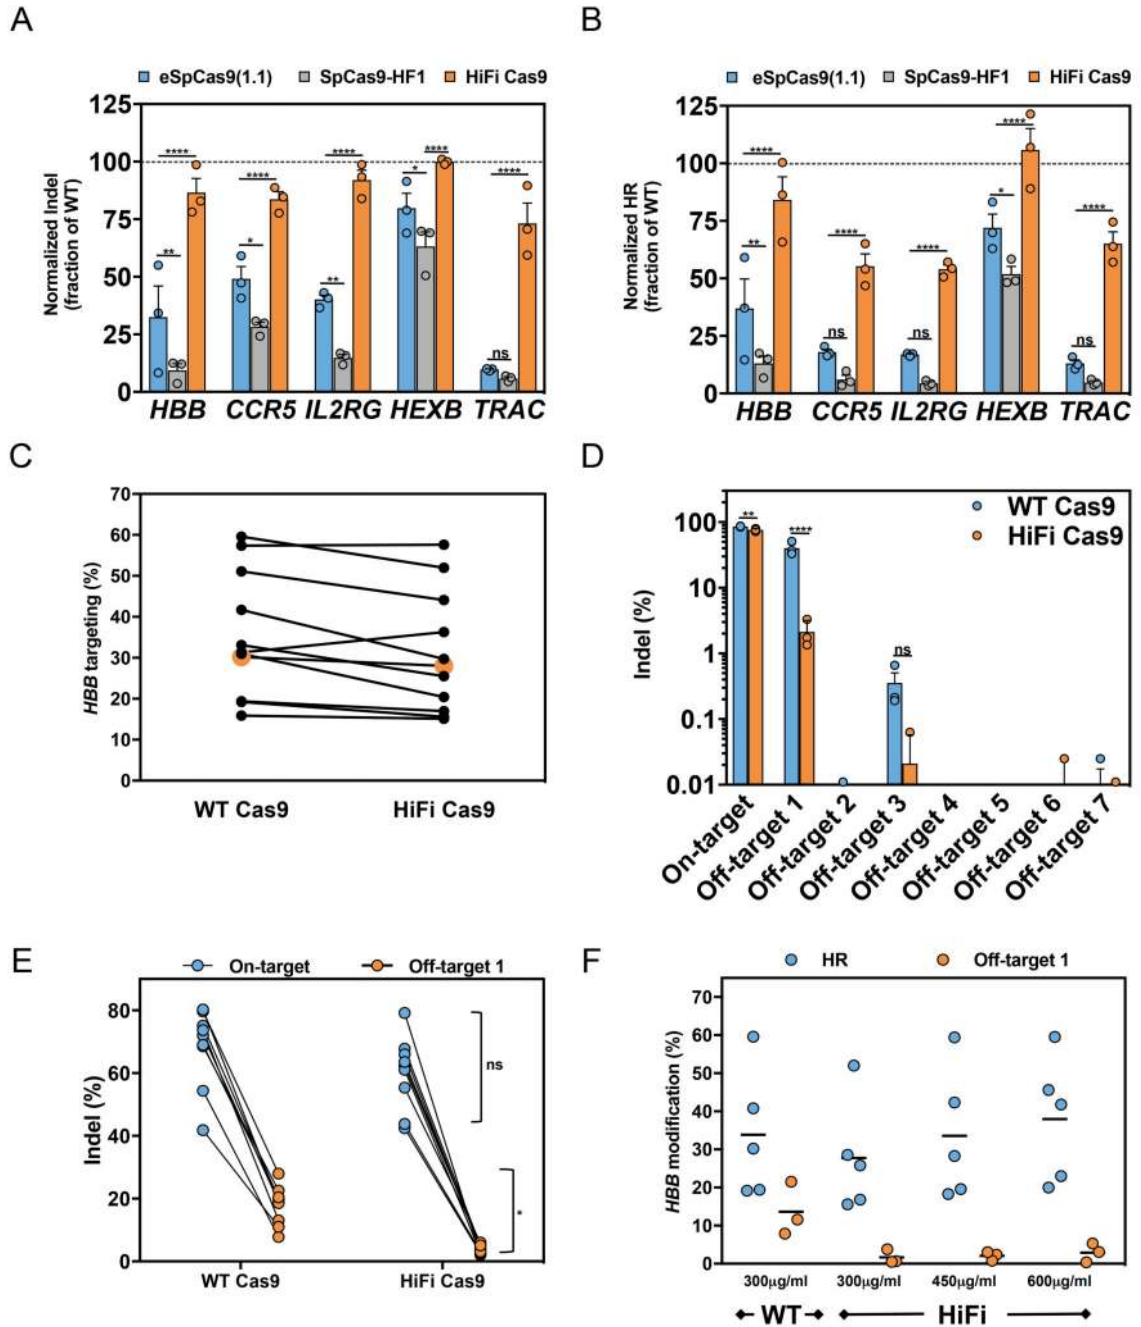 A
eSpCas9(1.1) SpCas9-HF1 HiFi Cas9
Normalized Indel
(fraction of WT)
125
100
75
50
25
0
**** ** **** * **** ** **** * **** ns
HBB CCR5 IL2RG HEXB TRAC
B
eSpCas9(1.1) SpCas9-HF1 HiFi Cas9
Normalized HR
(fraction of WT)
125
100
75
50
25
0
**** ** **** ns **** ns **** * **** ns
HBB CCR5 IL2RG HEXB TRAC
C
HBB targeting (%)
70
60
50
40
30
20
10
0
WT Cas9 HiFi Cas9
D
WT Cas9
HiFi Cas9
Indel (%)
100
10
1
0.1
0.01
** **** ns
On-target
Off-target 1
Off-target 2
Off-target 3
Off-target 4
Off-target 5
Off-target 6
Off-target 7
E
On-target Off-target 1
Indel (%)
80
60
40
20
0
ns
*
WT Cas9 HiFi Cas9
F
HR Off-target 1
HBB modification (%)
70
60
50
40
30
20
10
0
300µg/ml 300µg/ml 450µg/ml 600µg/ml
WT HiFi